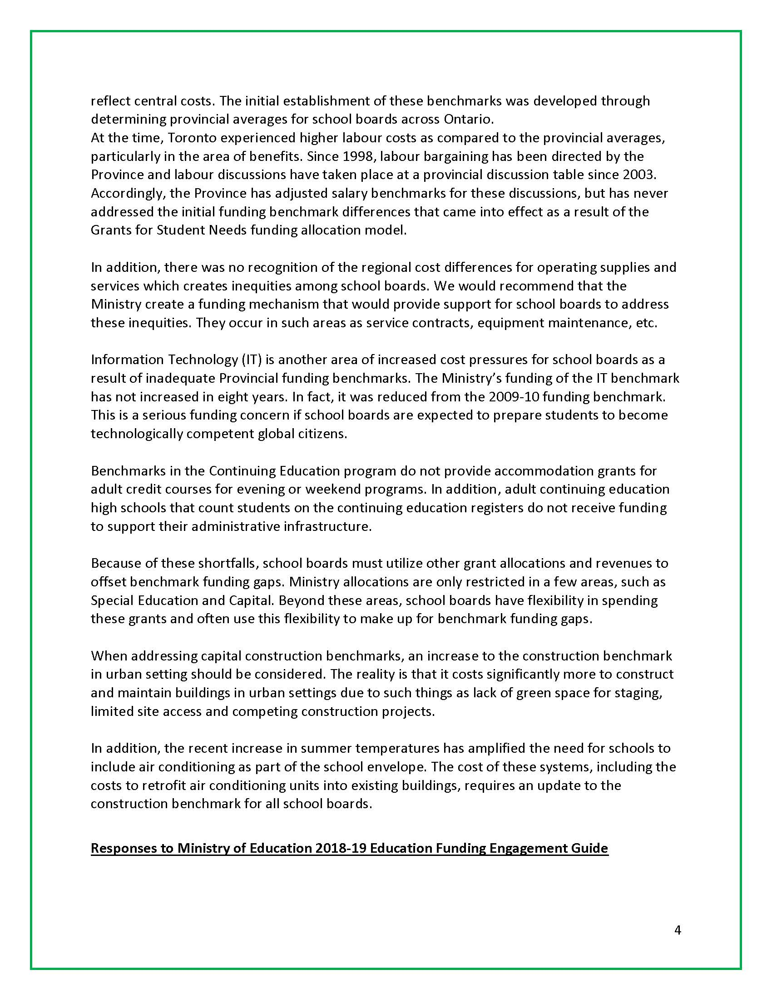 reflect central costs. The initial establishment of these benchmarks was developed through
determining provincial averages for school boards across Ontario.
At the time, Toronto experienced higher labour costs as compared to the provincial averages,
particularly in the area of benefits. Since 1998, labour bargaining has been directed by the
Province and labour discussions have taken place at a provincial discussion table since 2003.
Accordingly, the Province has adjusted salary benchmarks for these discussions, but has never
addressed the initial funding benchmark differences that came into effect as a result of the
Grants for Student Needs funding allocation model.
In addition, there was no recognition of the regional cost differences for operating supplies and
services which creates inequities among school boards. We would recommend that the
Ministry create a funding mechanism that would provide support for school boards to address
these inequities. They occur in such areas as service contracts, equipment maintenance, etc.
Information Technology (IT) is another area of increased cost pressures for school boards as a
result of inadequate Provincial funding benchmarks. The Ministry’s funding of the IT benchmark
has not increased in eight years. In fact, it was reduced from the 2009-10 funding benchmark.
This is a serious funding concern if school boards are expected to prepare students to become
technologically competent global citizens.
Benchmarks in the Continuing Education program do not provide accommodation grants for
adult credit courses for evening or weekend programs. In addition, adult continuing education
high schools that count students on the continuing education registers do not receive funding
to support their administrative infrastructure.
Because of these shortfalls, school boards must utilize other grant allocations and revenues to
offset benchmark funding gaps. Ministry allocations are only restricted in a few areas, such as
Special Education and Capital. Beyond these areas, school boards have flexibility in spending
these grants and often use this flexibility to make up for benchmark funding gaps.
When addressing capital construction benchmarks, an increase to the construction benchmark
in urban setting should be considered. The reality is that it costs significantly more to construct
and maintain buildings in urban settings due to such things as lack of green space for staging,
limited site access and competing construction projects.
In addition, the recent increase in summer temperatures has amplified the need for schools to
include air conditioning as part of the school envelope. The cost of these systems, including the
costs to retrofit air conditioning units into existing buildings, requires an update to the
construction benchmark for all school boards.
Responses to Ministry of Education 2018-19 Education Funding Engagement Guide
4